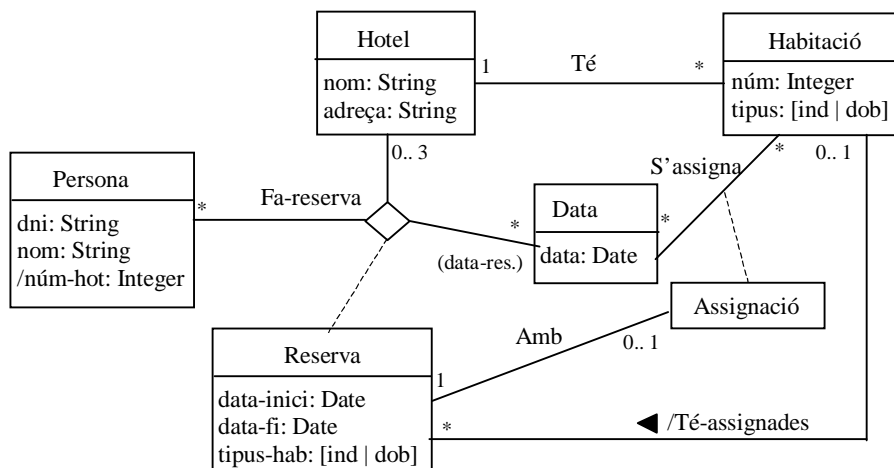 Hotel
nom: String
adreça: String
1
Té
*
Habitació
núm: Integer
tipus: [ind | dob]
0.. 3
*
0.. 1
S’assigna
Persona
dni: String
nom: String
/núm-hot: Integer
*
Fa-reserva
*
(data-res.)
Data
data: Date
*
Assignació
Amb
0.. 1
Reserva
data-inici: Date
data-fi: Date
tipus-hab: [ind | dob]
1
*
/Té-assignades